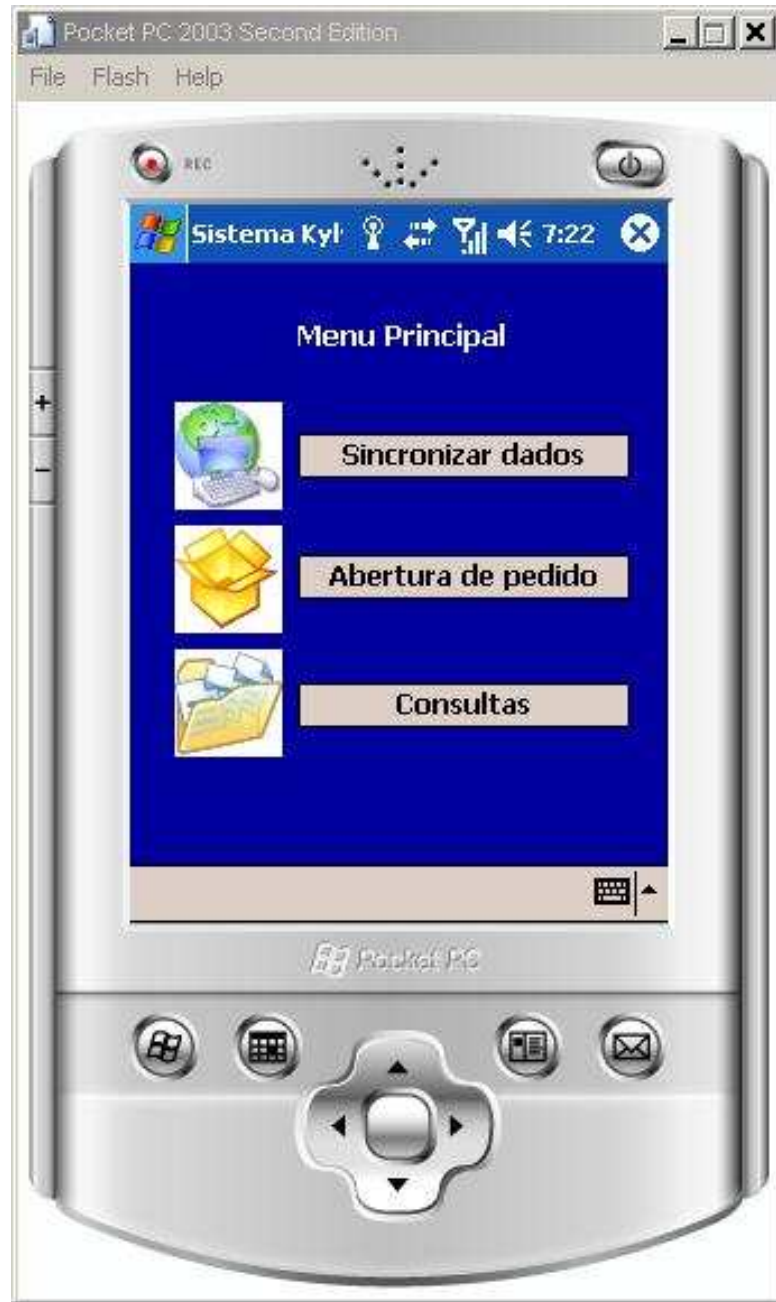 Pocket PC 2003 Second Edition
File Flash Help
REC
Sistema Kyl 7:22
Menu Principal
Sincronizar dados
Abertura de pedido
Consultas
Pocket PC